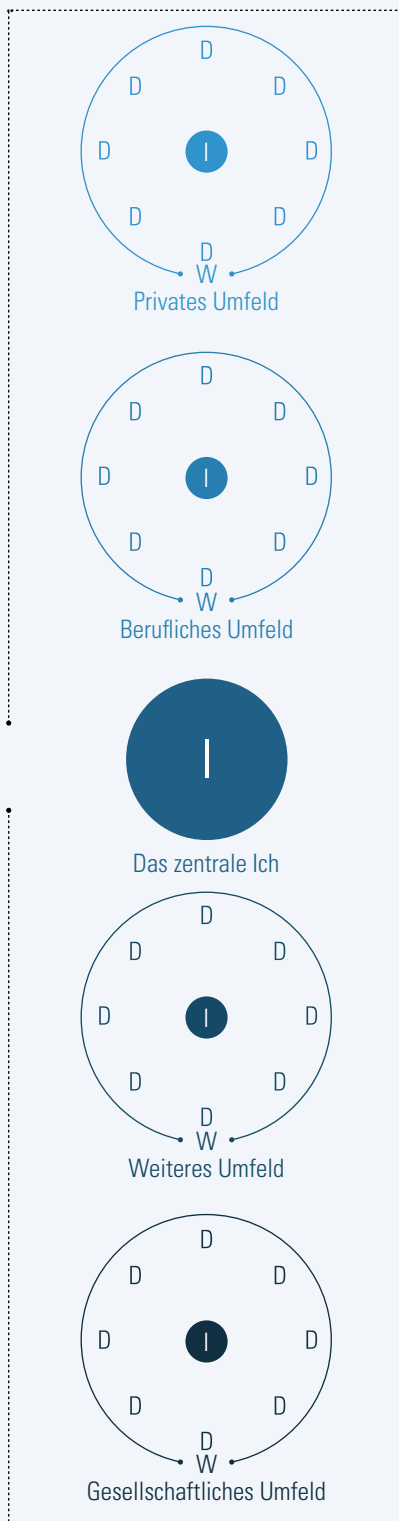 D
D D
D I D
D D
D
W
Privates Umfeld
D
D D
D I D
D D
D
W
Berufliches Umfeld
I
Das zentrale Ich
D
D D
D I D
D D
D
W
Weiteres Umfeld
D
D D
D I D
D D
D
W
Gesellschaftliches Umfeld